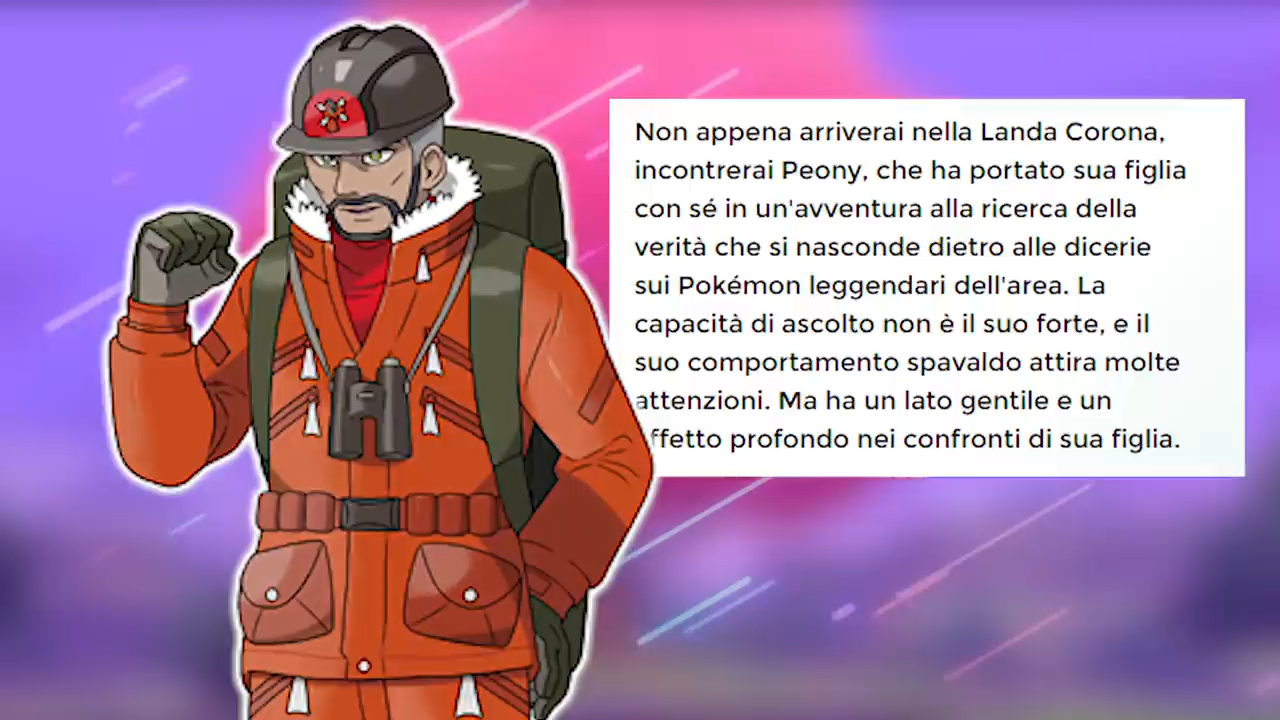 Non appena arriverai nella Landa Corona,
incontrerai Peony, che ha portato sua figlia
con sé in un'avventura alla ricerca della
verità che si nasconde dietro alle dicerie
sui Pokémon leggendari dell'area. La
capacità di ascolto non è il suo forte, e il
suo comportamento spavaldo attira molte
attenzioni. Ma ha un lato gentile e un
ffetto profondo nei confronti di sua figlia.